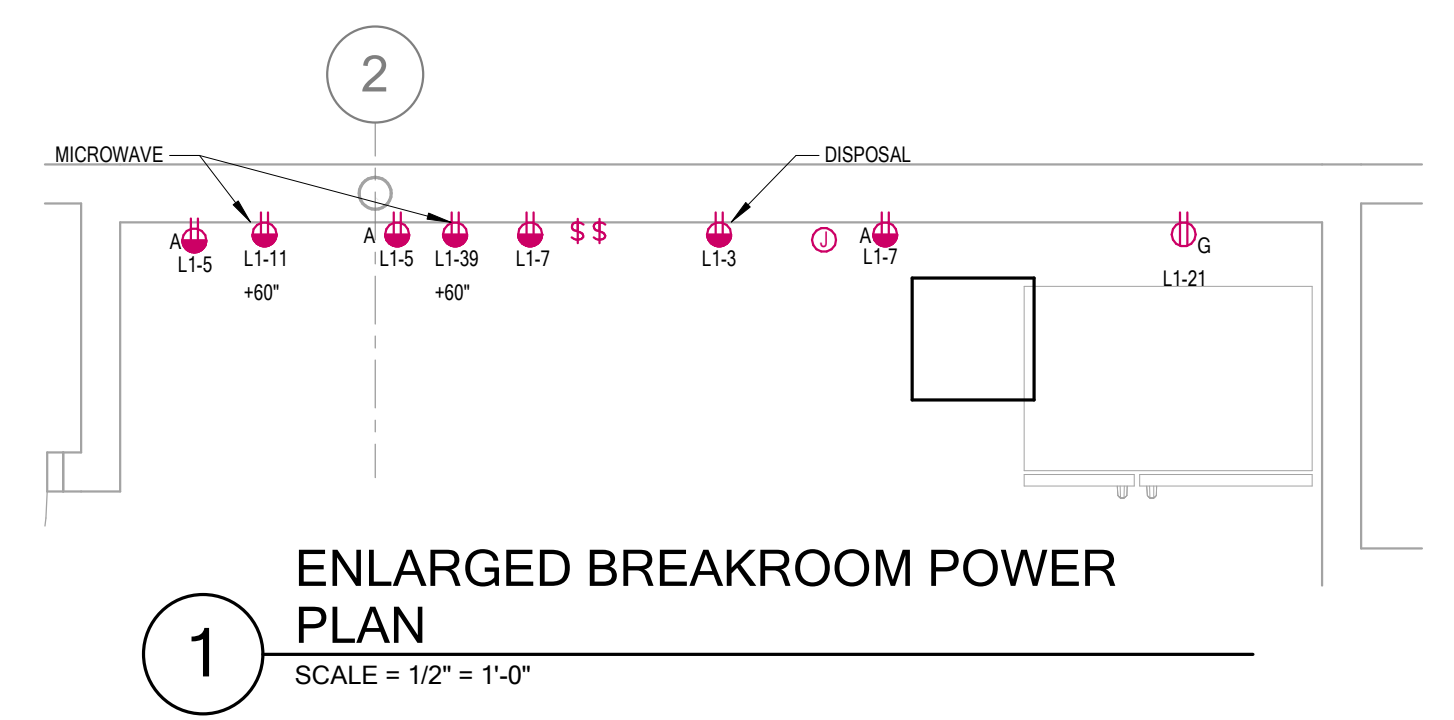 2
MICROWAVE
DISPOSAL
A
L1-5
L1-11
+60"
A
L1-5
L1-39
+60"
L1-7
$ $
L1-3
J
A
L1-7
G
L1-21
1
ENLARGED BREAKROOM POWER
PLAN
SCALE = 1/2" = 1'-0"